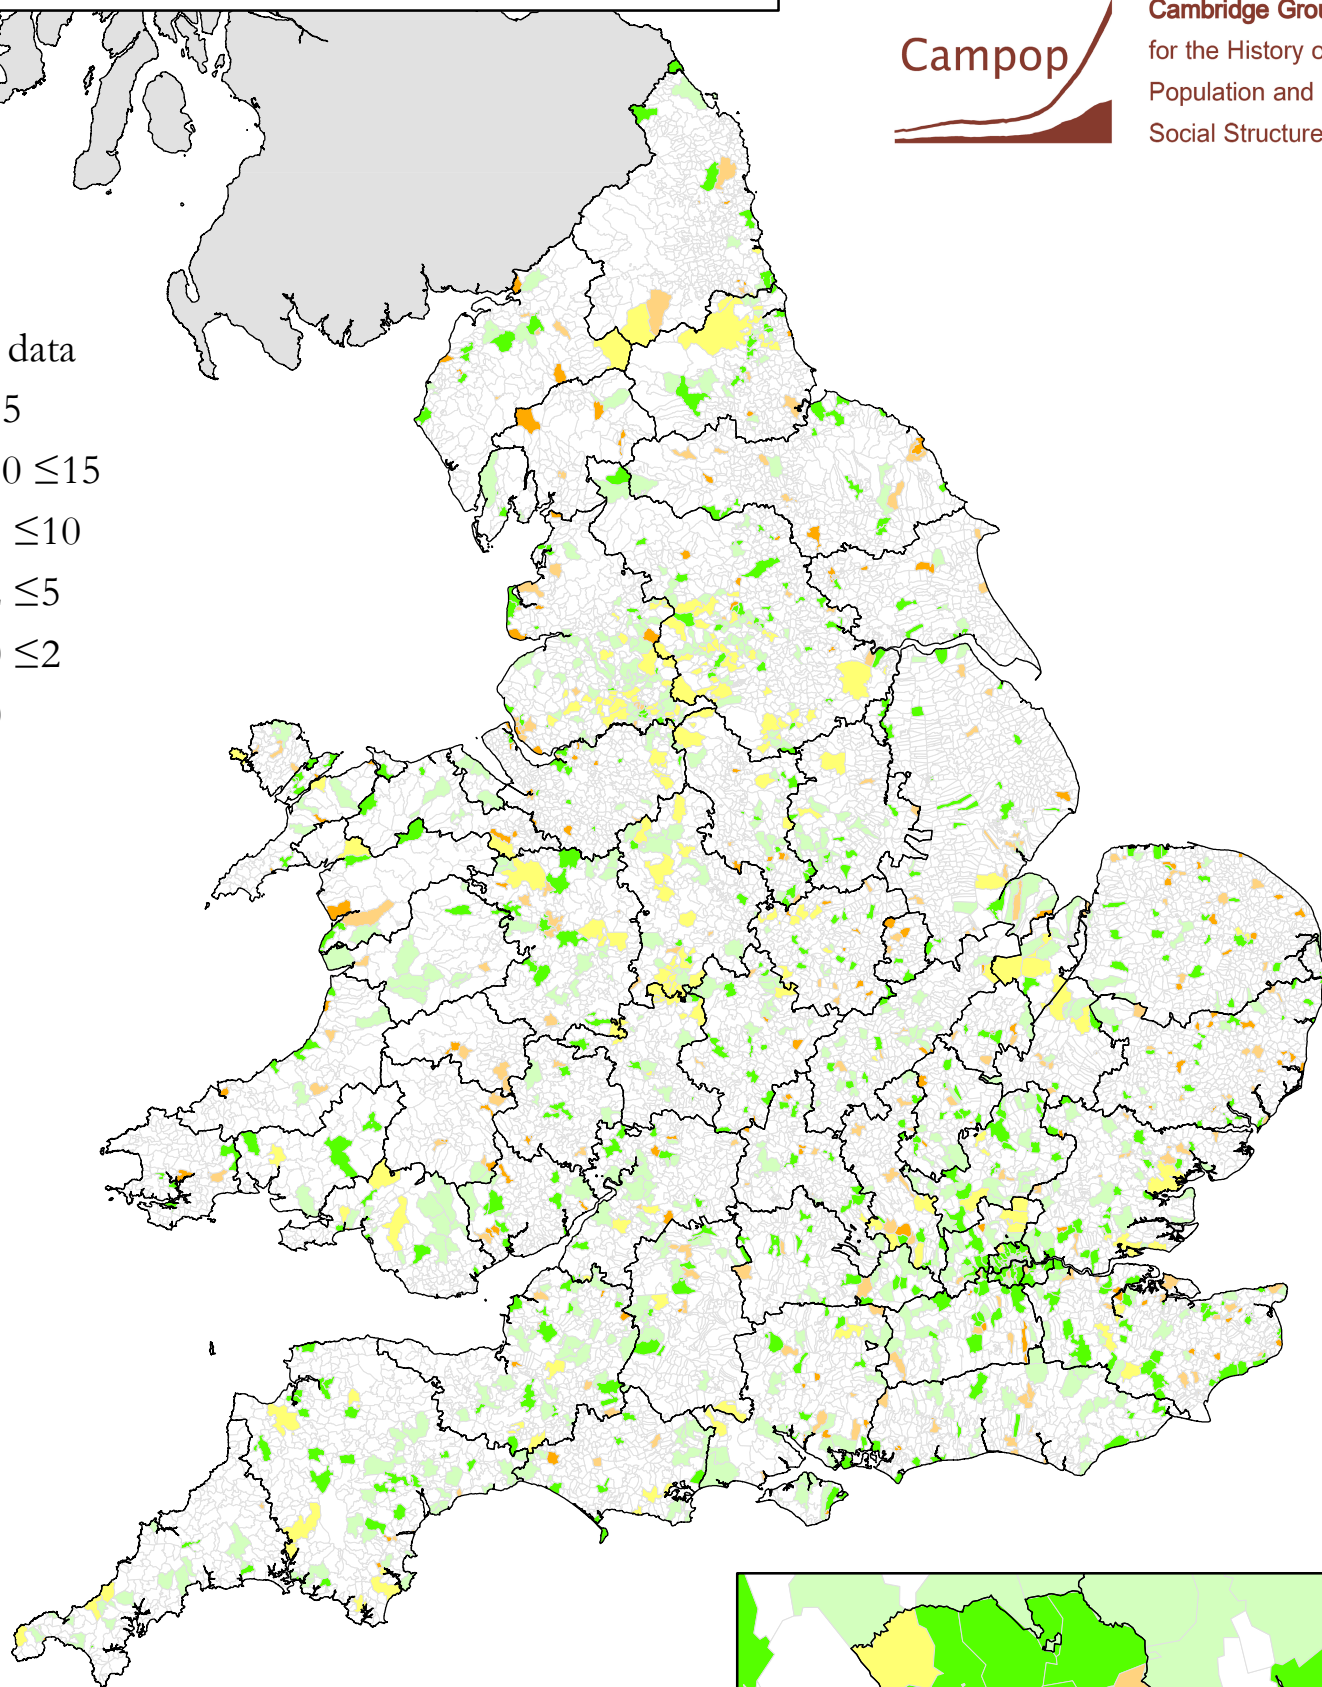 Cambridge Grou
Campop
for the History o
Population and
Social Structure
data
5
0 ≤15
≤10
≤5
≤2